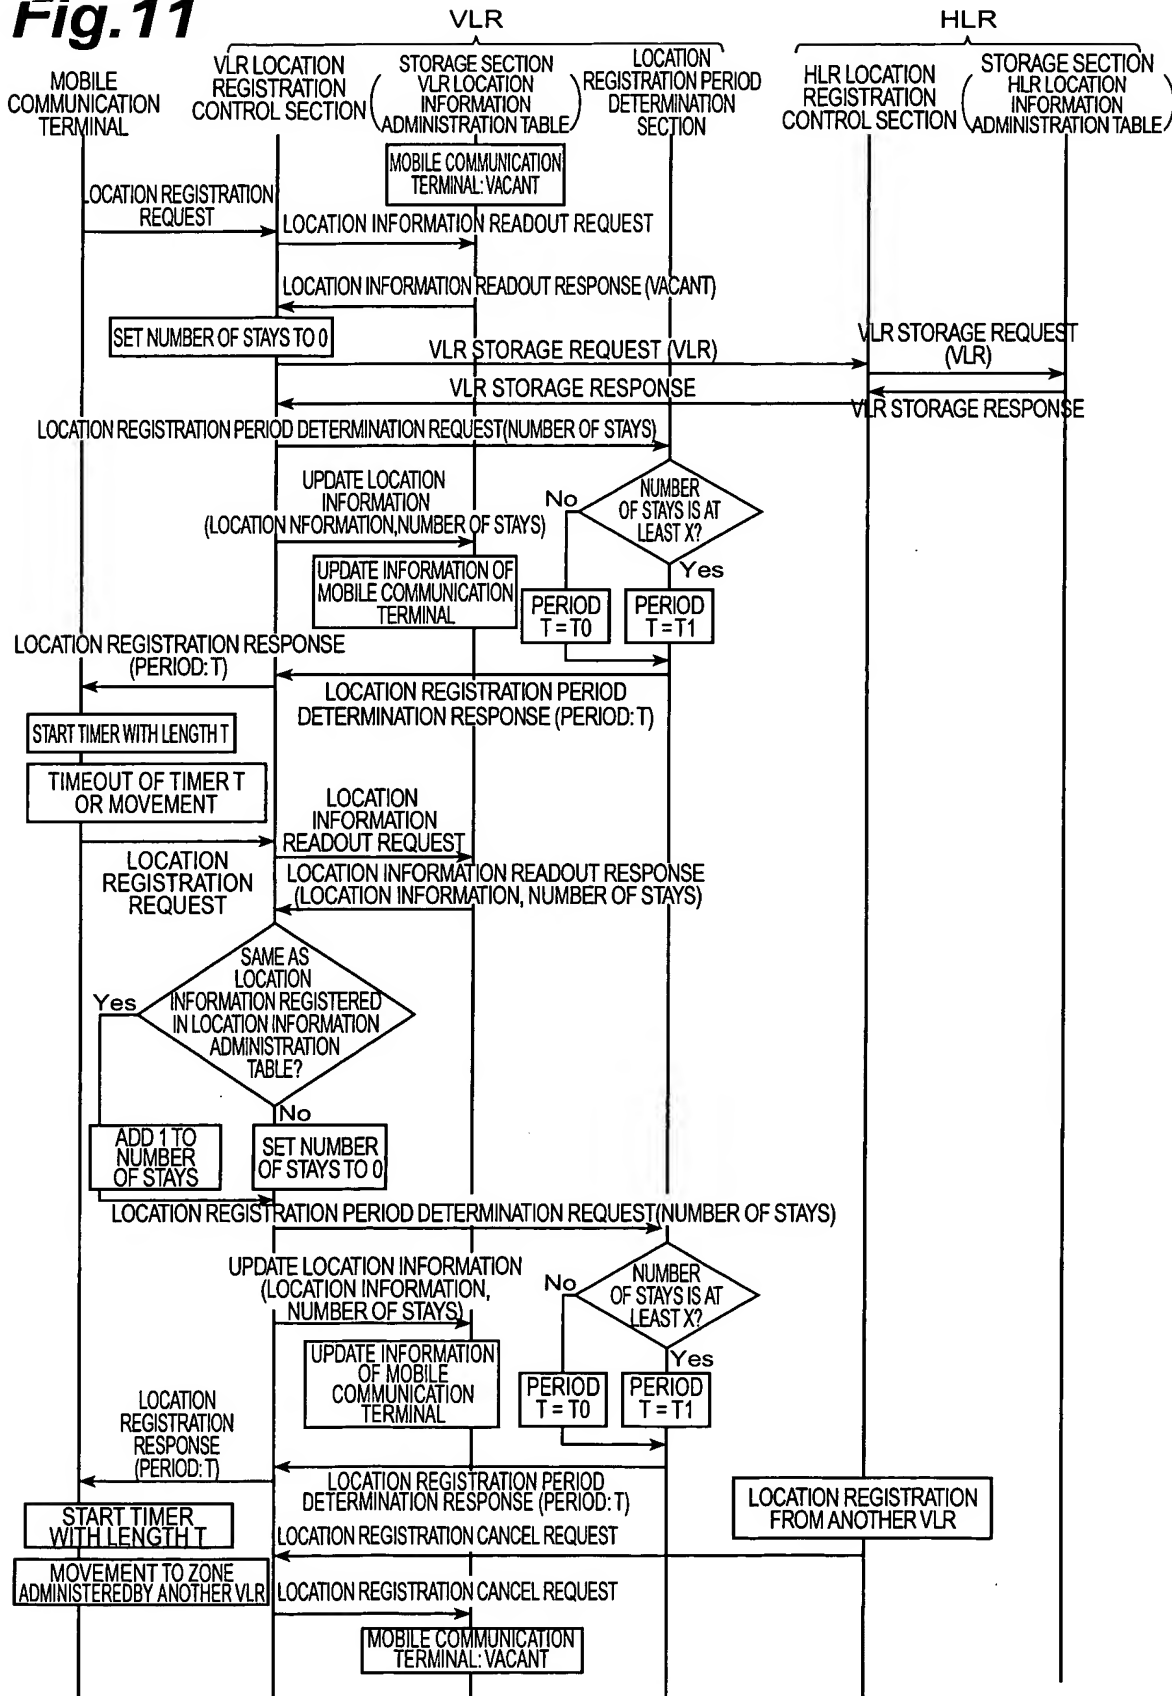 Fig.11
VLR
HLR
MOBILE
COMMUNICATION
TERMINAL
VLR LOCATION
REGISTRATION
CONTROL SECTION
STORAGE SECTION
(VLR LOCATION
INFORMATION
ADMINISTRATION TABLE)
LOCATION
REGISTRATION PERIOD
DETERMINATION
SECTION
HLR LOCATION
REGISTRATION
CONTROL SECTION
STORAGE SECTION
(HLR LOCATION
INFORMATION
ADMINISTRATION TABLE)
MOBILE COMMUNICATION
TERMINAL: VACANT
LOCATION REGISTRATION
REQUEST
LOCATION INFORMATION READOUT REQUEST
LOCATION INFORMATION READOUT RESPONSE (VACANT)
SET NUMBER OF STAYS TO 0
VLR STORAGE REQUEST (VLR)
VLR STORAGE REQUEST
(VLR)
VLR STORAGE RESPONSE
VLR STORAGE RESPONSE
LOCATION REGISTRATION PERIOD DETERMINATION REQUEST(NUMBER OF STAYS)
UPDATE LOCATION
INFORMATION
(LOCATION NFORMATION,NUMBER OF STAYS)
No
NUMBER
OF STAYS IS AT
LEAST X?
Yes
UPDATE INFORMATION OF
MOBILE COMMUNICATION
TERMINAL
PERIOD
T = T0
PERIOD
T = T1
LOCATION REGISTRATION RESPONSE
(PERIOD: T)
LOCATION REGISTRATION PERIOD
DETERMINATION RESPONSE (PERIOD: T)
START TIMER WITH LENGTH T
TIMEOUT OF TIMER T
OR MOVEMENT
LOCATION
INFORMATION
READOUT REQUEST
LOCATION
REGISTRATION
REQUEST
LOCATION INFORMATION READOUT RESPONSE
(LOCATION INFORMATION, NUMBER OF STAYS)
SAME AS
LOCATION
INFORMATION REGISTERED
IN LOCATION INFORMATION
ADMINISTRATION
TABLE?
Yes
No
ADD 1 TO
NUMBER
OF STAYS
SET NUMBER
OF STAYS TO 0
LOCATION REGISTRATION PERIOD DETERMINATION REQUEST(NUMBER OF STAYS)
UPDATE LOCATION INFORMATION
(LOCATION INFORMATION,
NUMBER OF STAYS)
No
NUMBER
OF STAYS IS AT
LEAST X?
Yes
UPDATE INFORMATION
OF MOBILE
COMMUNICATION
TERMINAL
PERIOD
T = T0
PERIOD
T = T1
LOCATION
REGISTRATION
RESPONSE
(PERIOD: T)
LOCATION REGISTRATION PERIOD
DETERMINATION RESPONSE (PERIOD: T)
LOCATION REGISTRATION
FROM ANOTHER VLR
START TIMER
WITH LENGTH T
LOCATION REGISTRATION CANCEL REQUEST
MOVEMENT TO ZONE
ADMINISTEREDBY ANOTHER VLR
LOCATION REGISTRATION CANCEL REQUEST
MOBILE COMMUNICATION
TERMINAL: VACANT